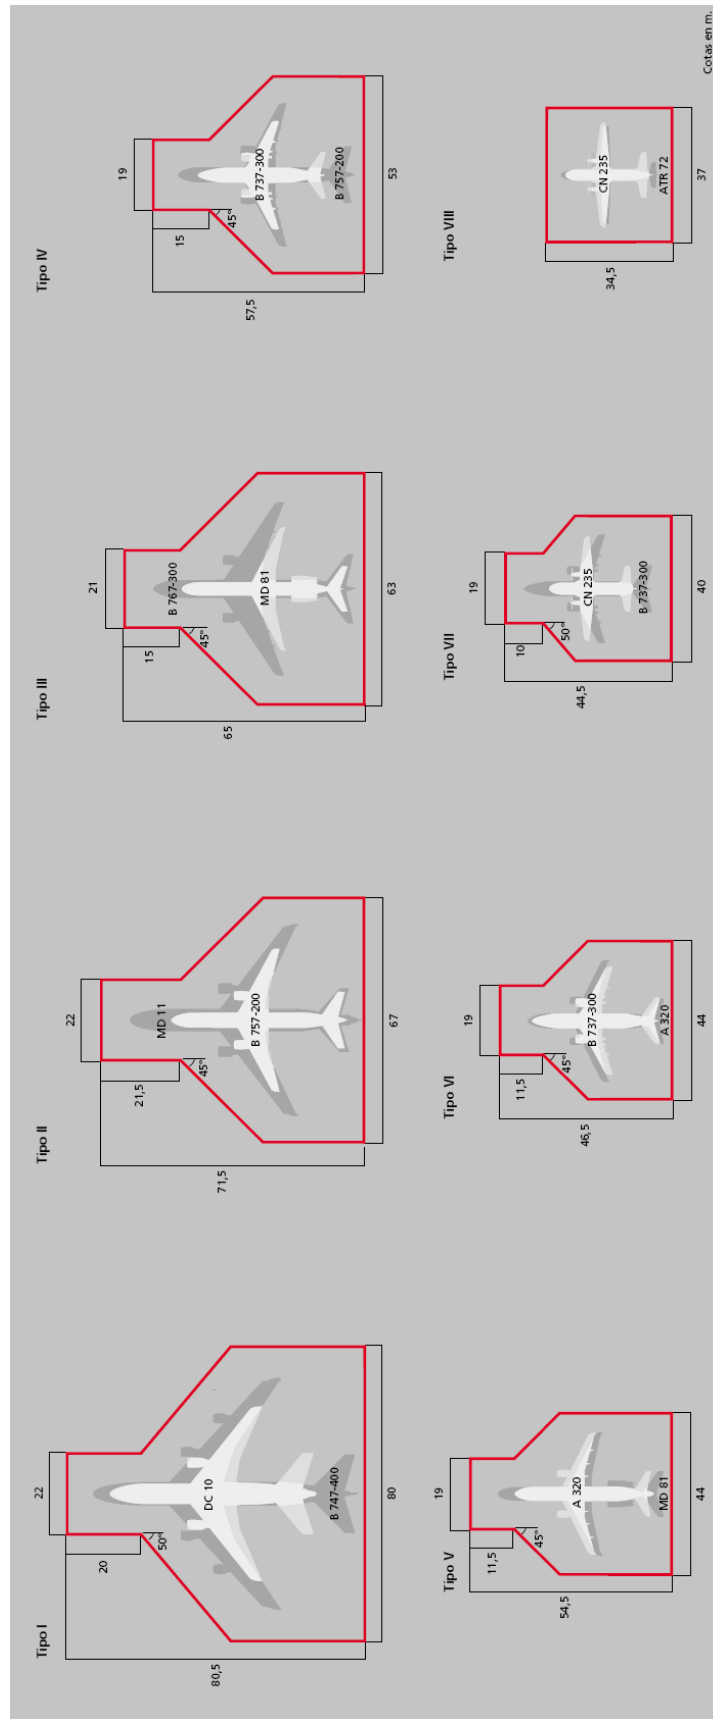 Tipo I
22
20
50°
80,5
DC 10
B 747-400
80
Tipo II
22
21,5
45°
71,5
MD 11
B 757-200
67
Tipo III
21
15
45°
65
B 767-300
MD 81
63
Tipo IV
19
15
45°
57,5
B 737-300
B 757-200
53
Tipo V
19
11,5
45°
54,5
A 320
MD 81
44
Tipo VI
19
11,5
45°
46,5
B 737-300
A 320
44
Tipo VII
19
10
50°
44,5
CN 235
B 737-300
40
Tipo VIII
34,5
CN 235
ATR 72
37
Cotas en m.